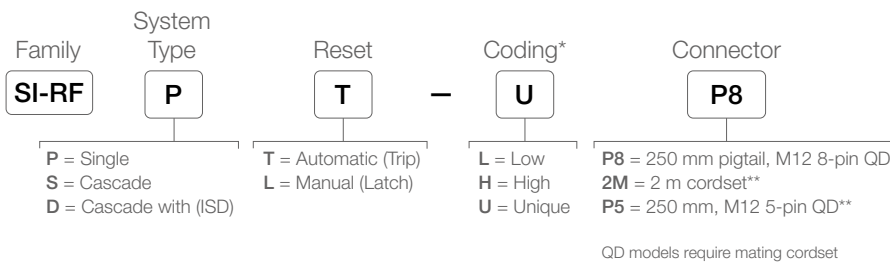 System
Family Type Reset Coding* Connector
SI-RF P T – U P8
P = Single T = Automatic (Trip) L = Low P8 = 250 mm pigtail, M12 8-pin QD
S = Cascade L = Manual (Latch) H = High 2M = 2 m cordset**
D = Cascade with (ISD) U = Unique P5 = 250 mm, M12 5-pin QD**
QD models require mating cordset